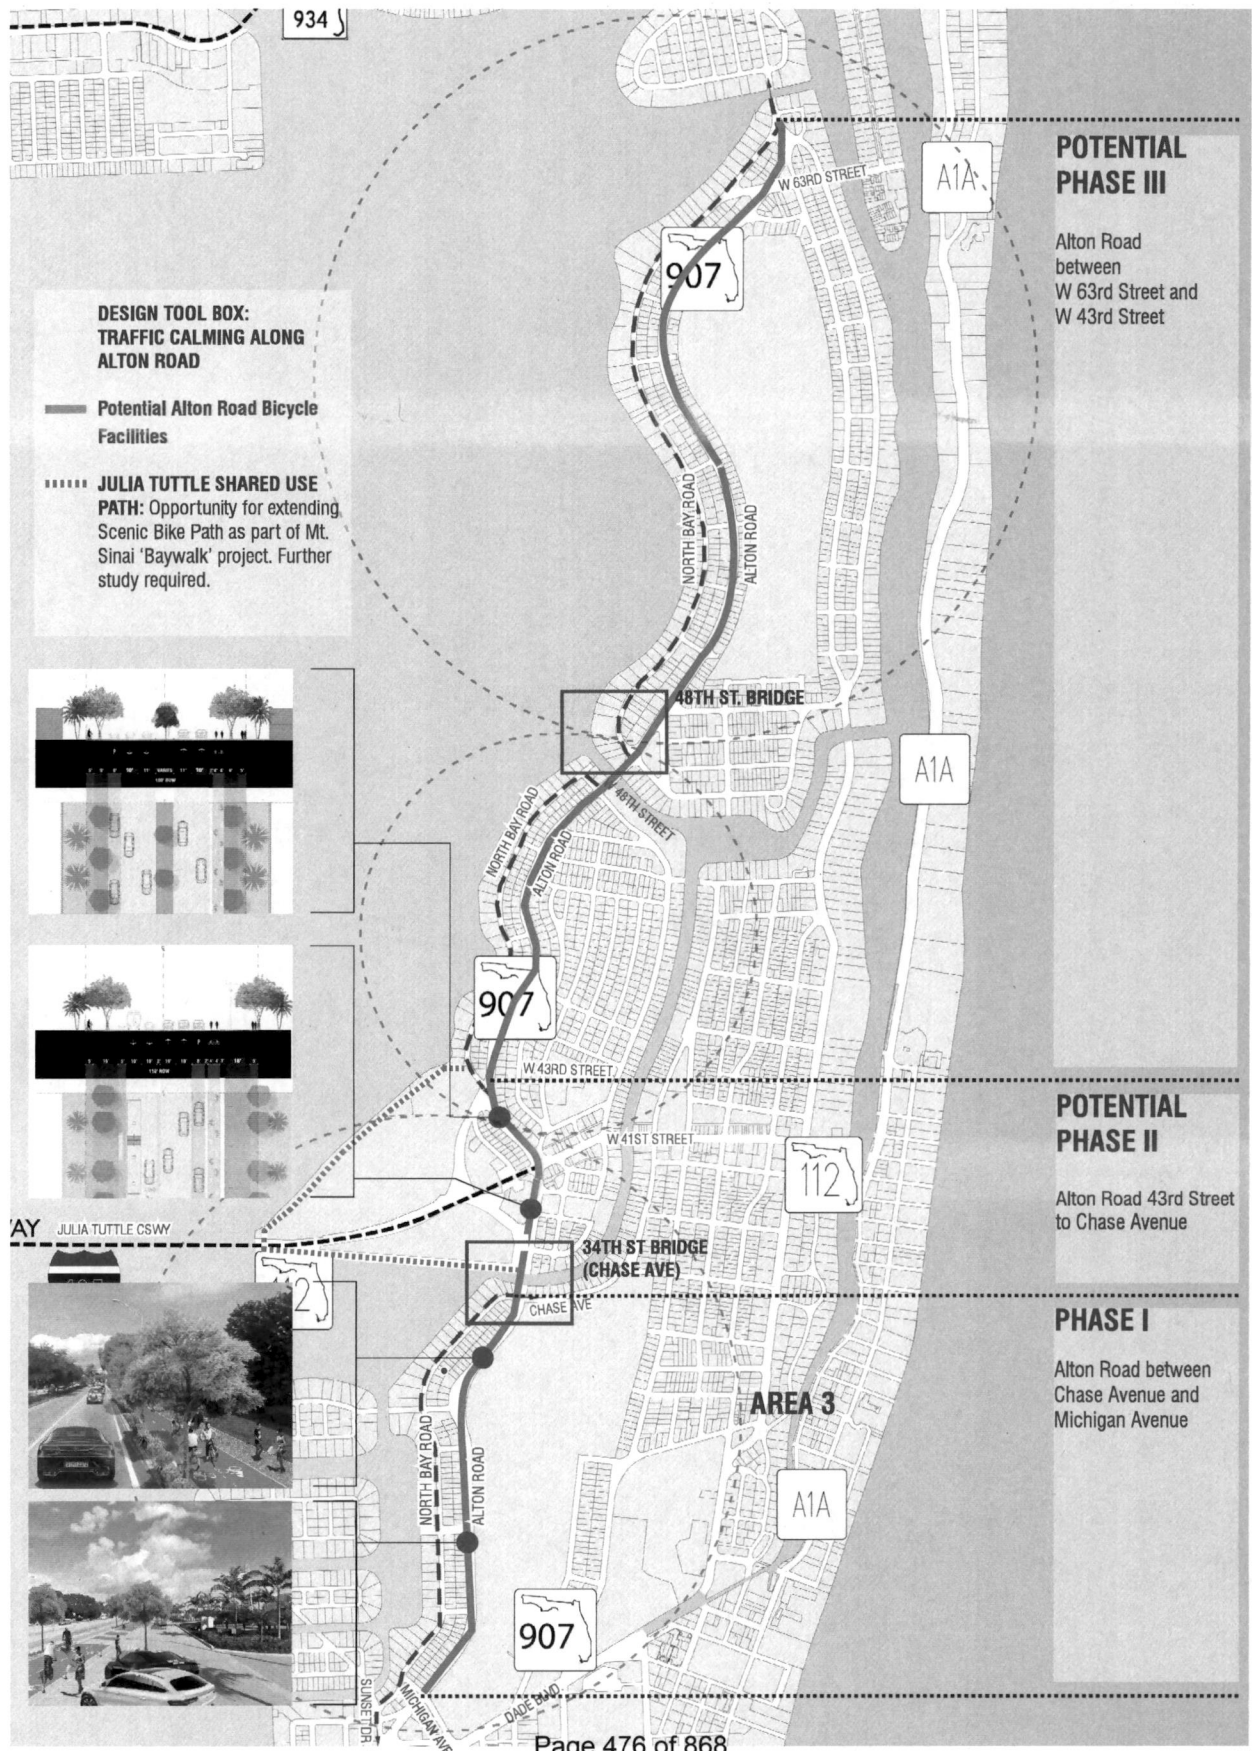 934
POTENTIAL
PHASE III
Alton Road
between
W 63rd Street and
W 43rd Street
A1A
W 63RD STREET
907
DESIGN TOOL BOX:
TRAFFIC CALMING ALONG
ALTON ROAD
Potential Alton Road Bicycle
Facilities
JULIA TUTTLE SHARED USE
PATH: Opportunity for extending
Scenic Bike Path as part of Mt.
Sinai 'Baywalk' project. Further
study required.
NORTH BAY ROAD
ALTON ROAD
48TH ST. BRIDGE
A1A
W 48TH STREET
NORTH BAY ROAD
ALTON ROAD
907
W 43RD STREET
POTENTIAL
PHASE II
Alton Road 43rd Street
to Chase Avenue
W 41ST STREET
112
AY JULIA TUTTLE CSWY
34TH ST BRIDGE
(CHASE AVE)
CHASE AVE
PHASE I
Alton Road between
Chase Avenue and
Michigan Avenue
AREA 3
NORTH BAY ROAD
ALTON ROAD
A1A
907
SUNSET DR
MICHIGAN AVE
DADE BLVD
Page 476 of 868